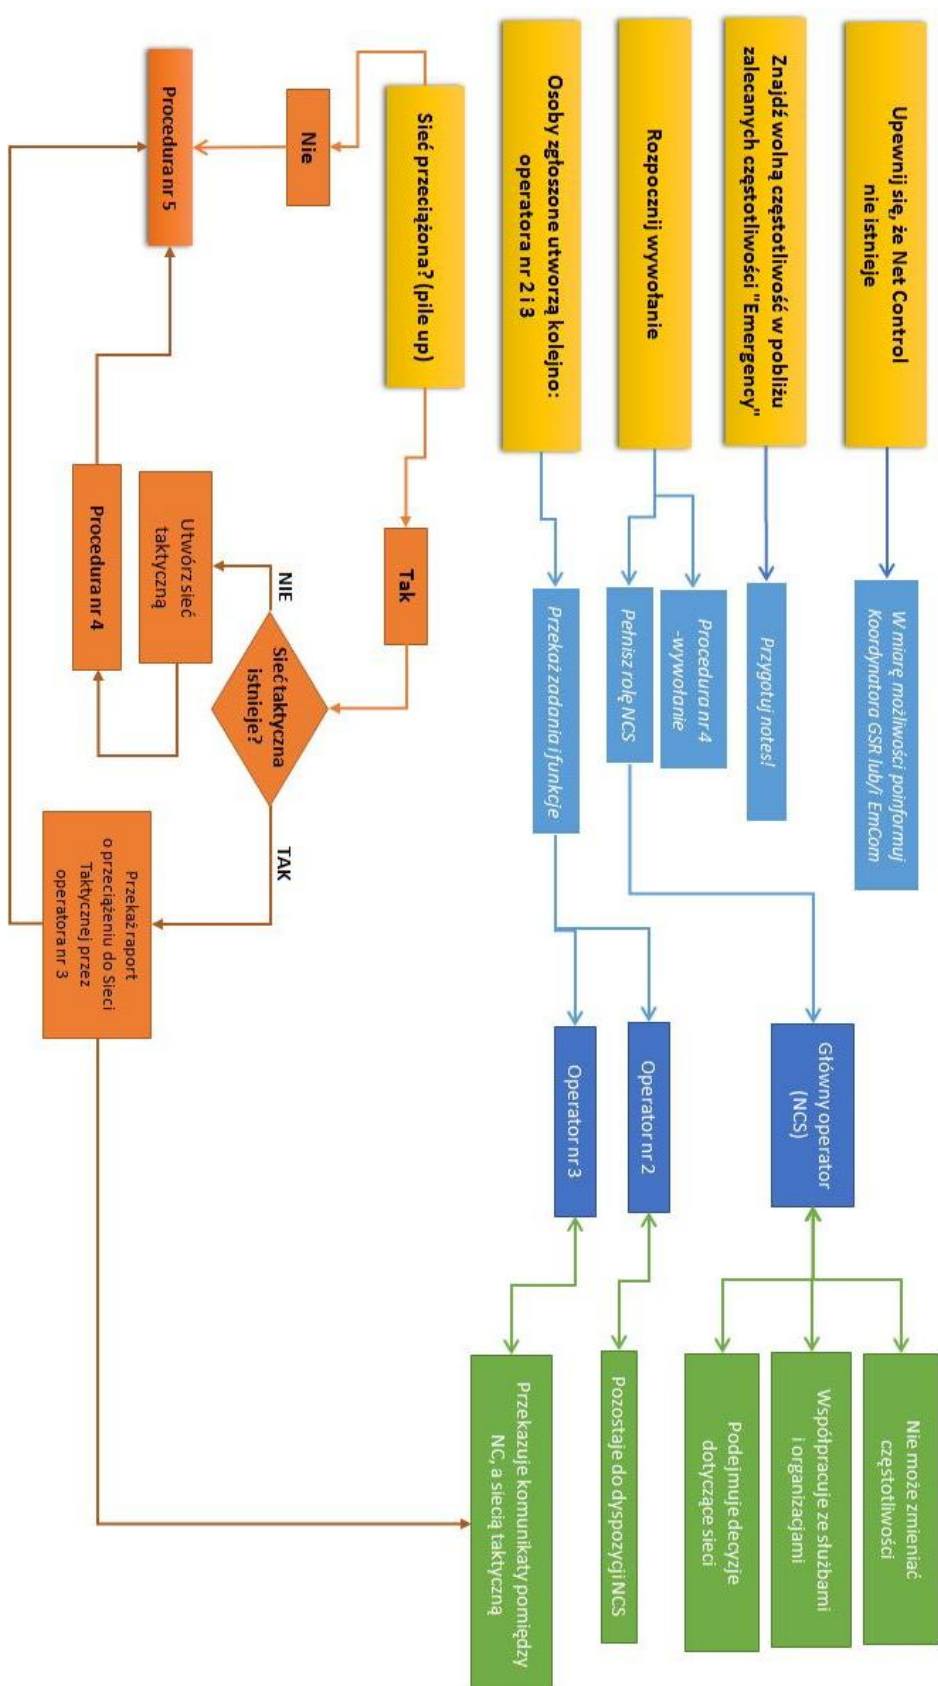 Upewnij się, że Net Control
nie istnieje
W miarę możliwości poinformuj
Koordynatora GSR lub/i EmCom
Znajdź wolną częstotliwość w pobliżu
zalecanych częstotliwości "Emergency"
Przygotuj notes!
Rozpocznij wywołanie
Procedura nr 4
-wywołanie
Pełnisz rolę NCS
Osoby zgłoszone utworzą kolejno:
operatora nr 2 i 3
Przekaż zadania i funkcje
Główny operator
(NCS)
Operator nr 2
Operator nr 3
Nie może zmieniać
częstotliwości
Współpracuje ze służbami
i organizacjami
Podejmuje decyzje
dotyczące sieci
Pozostaje do dyspozycji NCS
Przekazuje komunikaty pomiędzy
NC, a siecią taktyczną
Sieć przeciążona? (pile up)
Tak
Nie
Sieć taktyczna
istnieje?
NIE
TAK
Utwórz sieć
taktyczną
Procedura nr 4
Procedura nr 5
Przekaż raport
o przeciążeniu do Sieci
Taktycznej przez
operatora nr 3